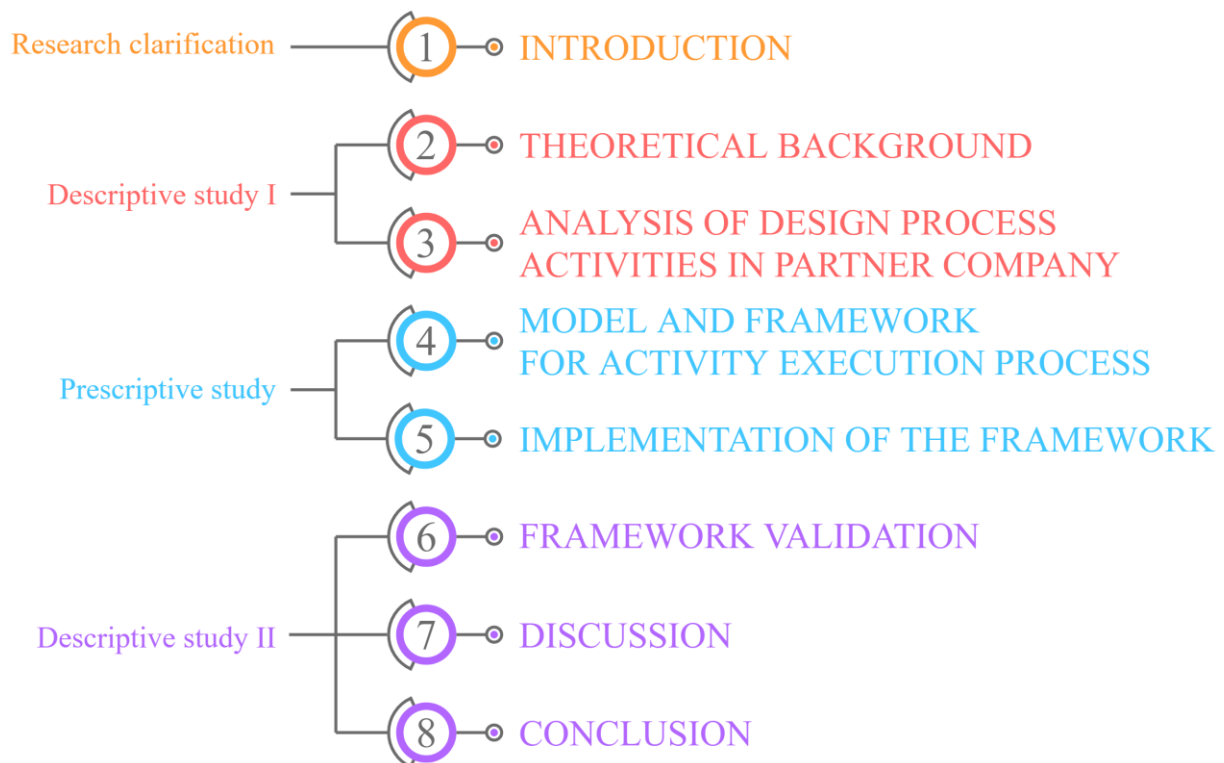 Research clarification
1
INTRODUCTION
Descriptive study I
2
THEORETICAL BACKGROUND
3
ANALYSIS OF DESIGN PROCESS
ACTIVITIES IN PARTNER COMPANY
Prescriptive study
4
MODEL AND FRAMEWORK
FOR ACTIVITY EXECUTION PROCESS
5
IMPLEMENTATION OF THE FRAMEWORK
Descriptive study II
6
FRAMEWORK VALIDATION
7
DISCUSSION
8
CONCLUSION